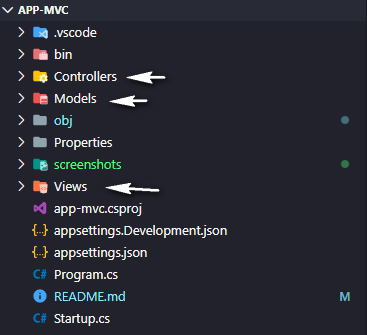 APP-MVC
.vscode
bin
Controllers
Models
obj
Properties
screenshots
Views
app-mvc.csproj
appsettings.Development.json
appsettings.json
C# Program.cs
README.md M
C# Startup.cs